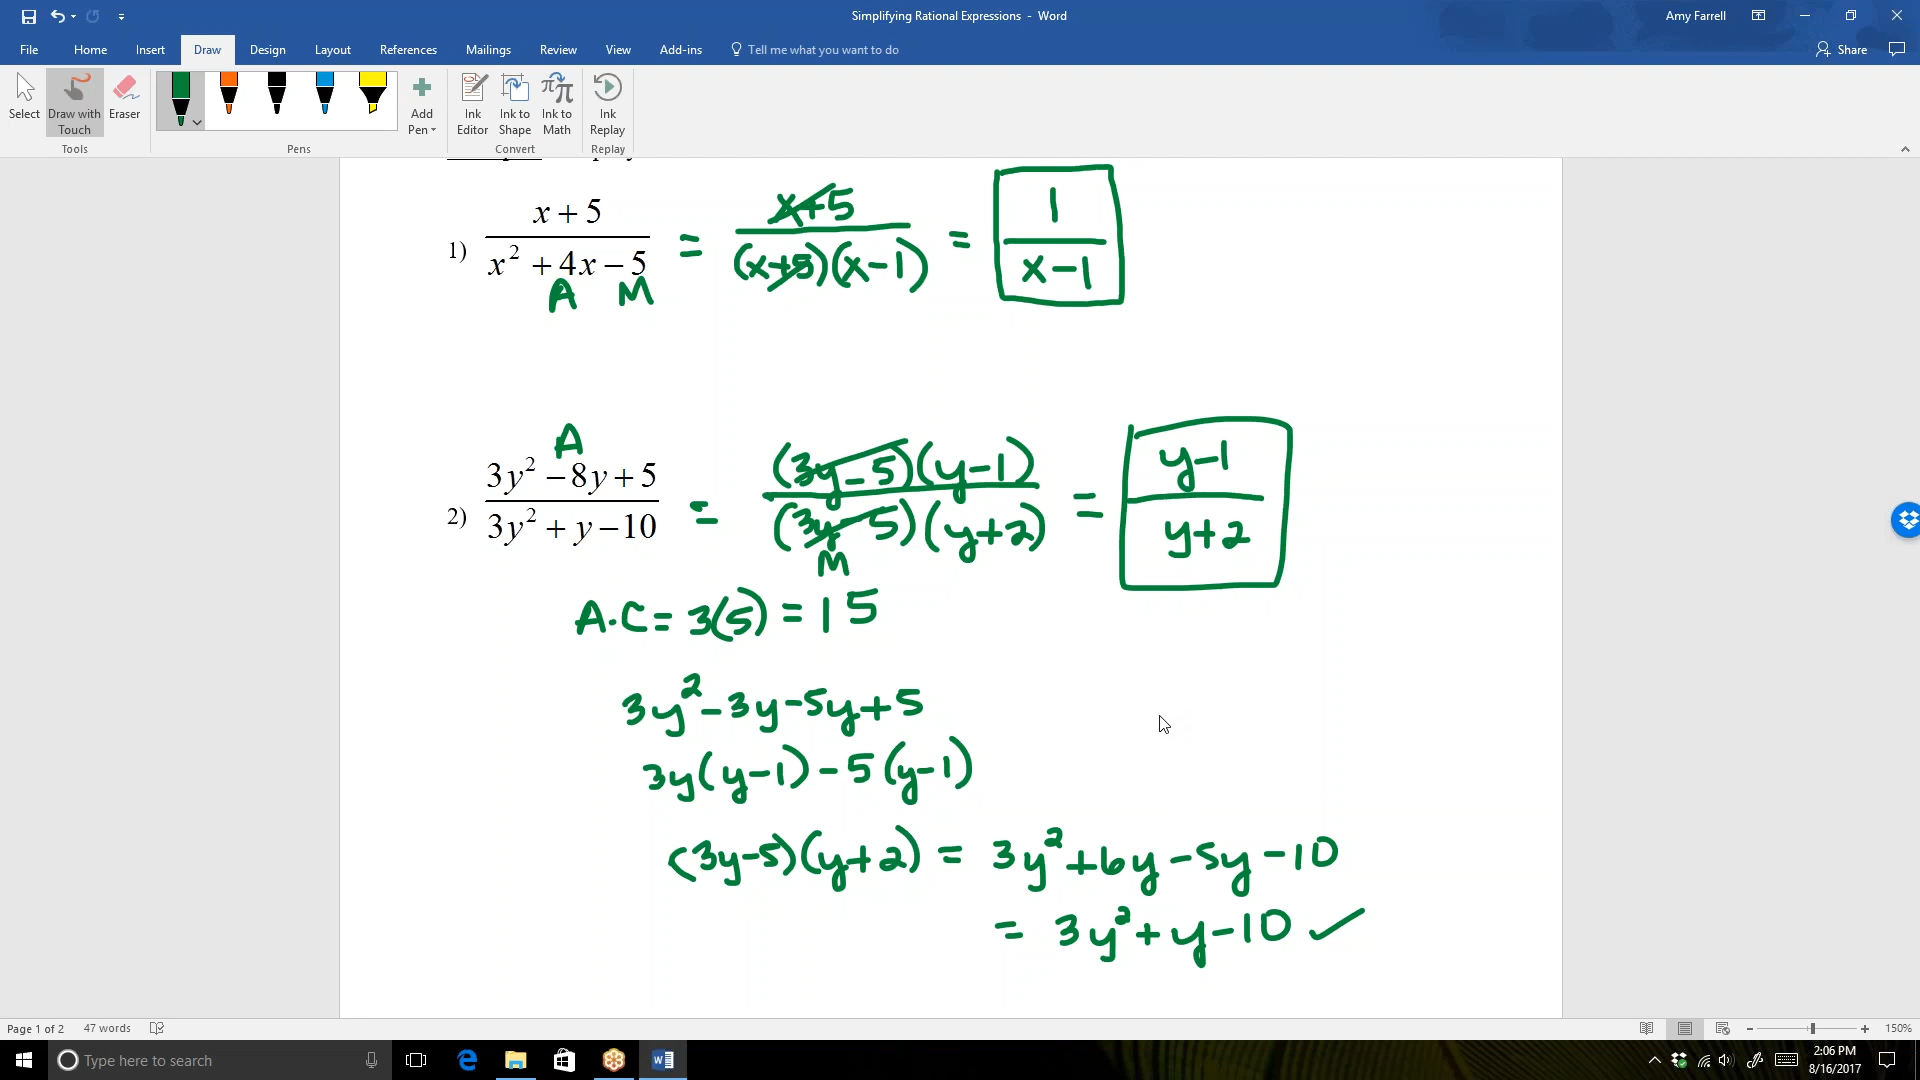 Simplifying Rational Expressions - Word
Amy Farrell
File Home Insert Draw Design Layout References Mailings Review View Add-ins Tell me what you want to do
Share
Select Draw with Touch Eraser Add Pen Ink Editor Ink to Shape Ink to Math Ink Replay
Tools Pens Convert Replay
x + 5
1) x² + 4x − 5
A M
= x+5
(x+5)(x−1)
= 1
x−1
A
3y² − 8y + 5
2) 3y² + y − 10
= (3y−5)(y−1)
(3y−5)(y+2)
M
= y−1
y+2
A·C = 3(5) = 15
3y² − 3y − 5y + 5
3y(y−1) − 5(y−1)
(3y−5)(y+2) = 3y² + 6y − 5y − 10
= 3y² + y − 10 ✓
Page 1 of 2 47 words
150%
Type here to search
2:06 PM
8/16/2017